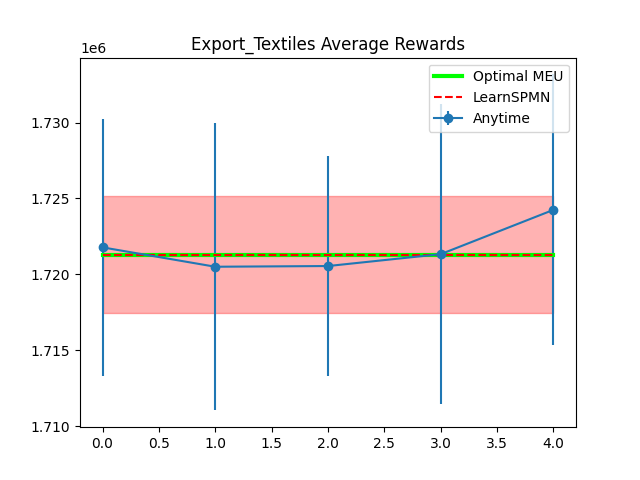 Export_Textiles Average Rewards
1e6
Optimal MEU
LearnSPMN
Anytime
1.730
1.725
1.720
1.715
1.710
0.0 0.5 1.0 1.5 2.0 2.5 3.0 3.5 4.0